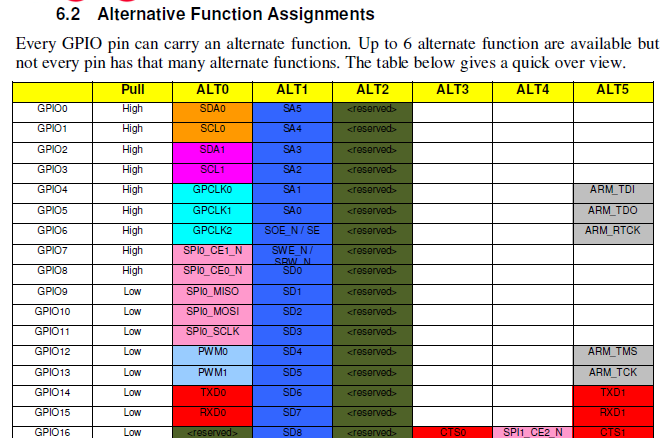 6.2 Alternative Function Assignments
Every GPIO pin can carry an alternate function. Up to 6 alternate function are available but
not every pin has that many alternate functions. The table below gives a quick over view.
Pull ALT0 ALT1 ALT2 ALT3 ALT4 ALT5
GPIO0 High SDA0 SA5 <reserved>
GPIO1 High SCL0 SA4 <reserved>
GPIO2 High SDA1 SA3 <reserved>
GPIO3 High SCL1 SA2 <reserved>
GPIO4 High GPCLK0 SA1 <reserved> ARM_TDI
GPIO5 High GPCLK1 SA0 <reserved> ARM_TDO
GPIO6 High GPCLK2 SOE_N / SE <reserved> ARM_RTCK
GPIO7 High SPI0_CE1_N SWE_N / <reserved>
SRW_N
GPIO8 High SPI0_CE0_N SD0 <reserved>
GPIO9 Low SPI0_MISO SD1 <reserved>
GPIO10 Low SPI0_MOSI SD2 <reserved>
GPIO11 Low SPI0_SCLK SD3 <reserved>
GPIO12 Low PWM0 SD4 <reserved> ARM_TMS
GPIO13 Low PWM1 SD5 <reserved> ARM_TCK
GPIO14 Low TXD0 SD6 <reserved> TXD1
GPIO15 Low RXD0 SD7 <reserved> RXD1
GPIO16 Low <reserved> SD8 <reserved> CTS0 SPI1_CE2_N CTS1